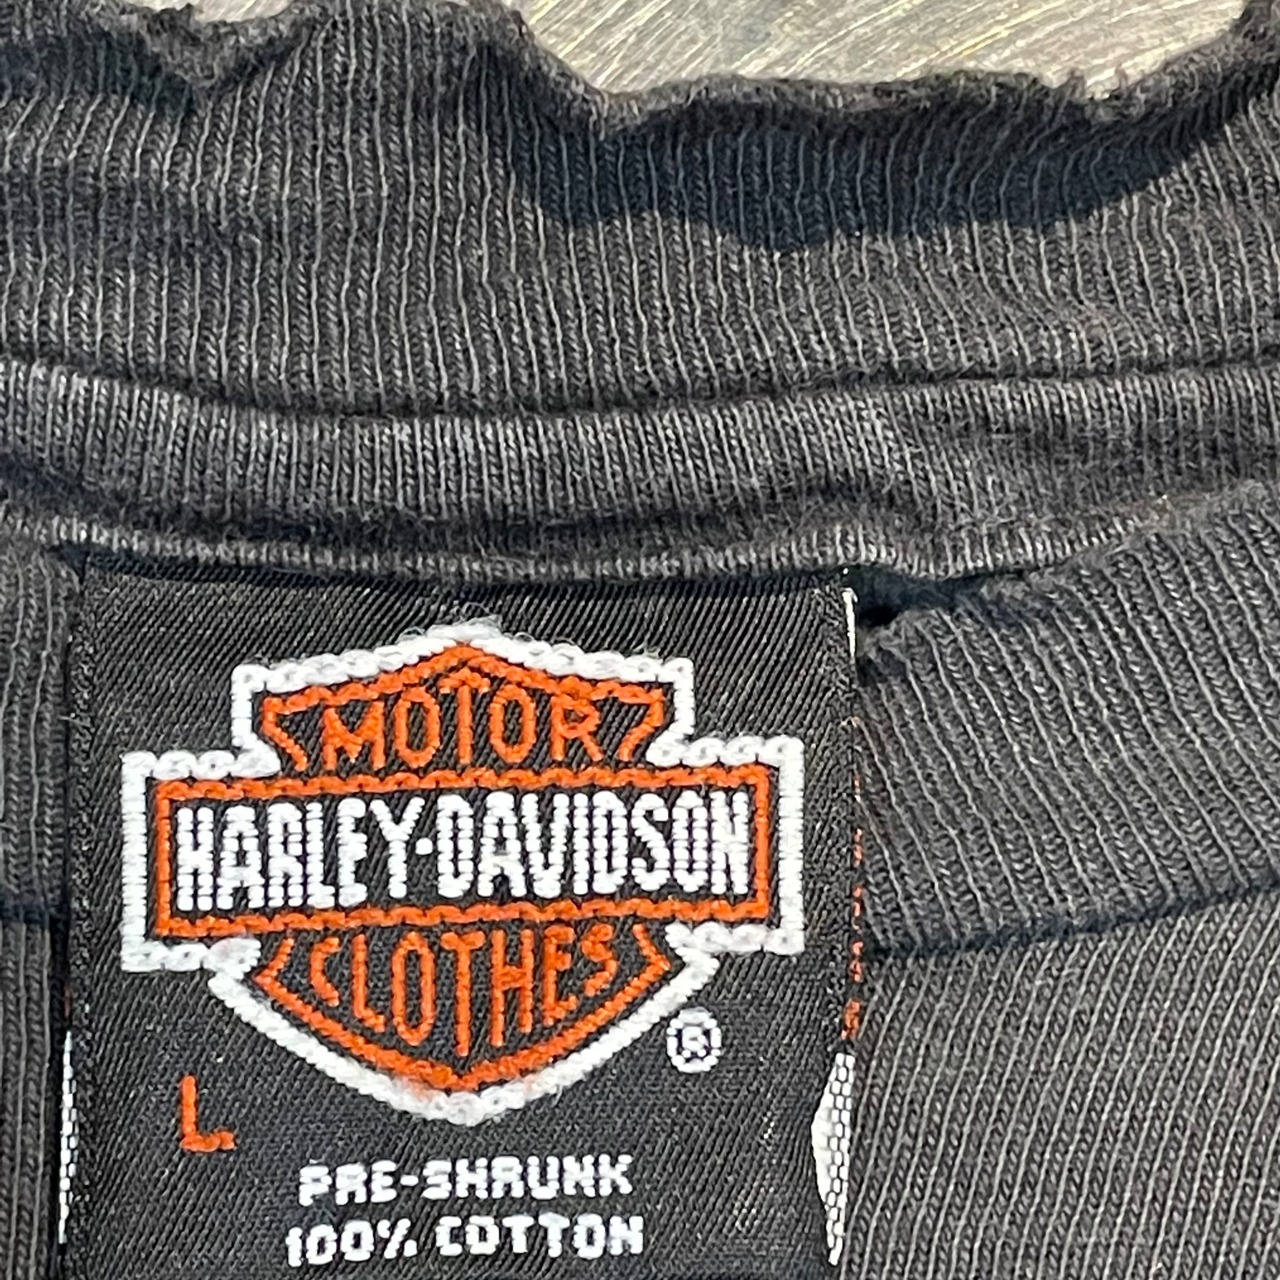 MOTOR
HARLEY-DAVIDSON
CLOTHES
®
L
PRE-SHRUNK
100% COTTON